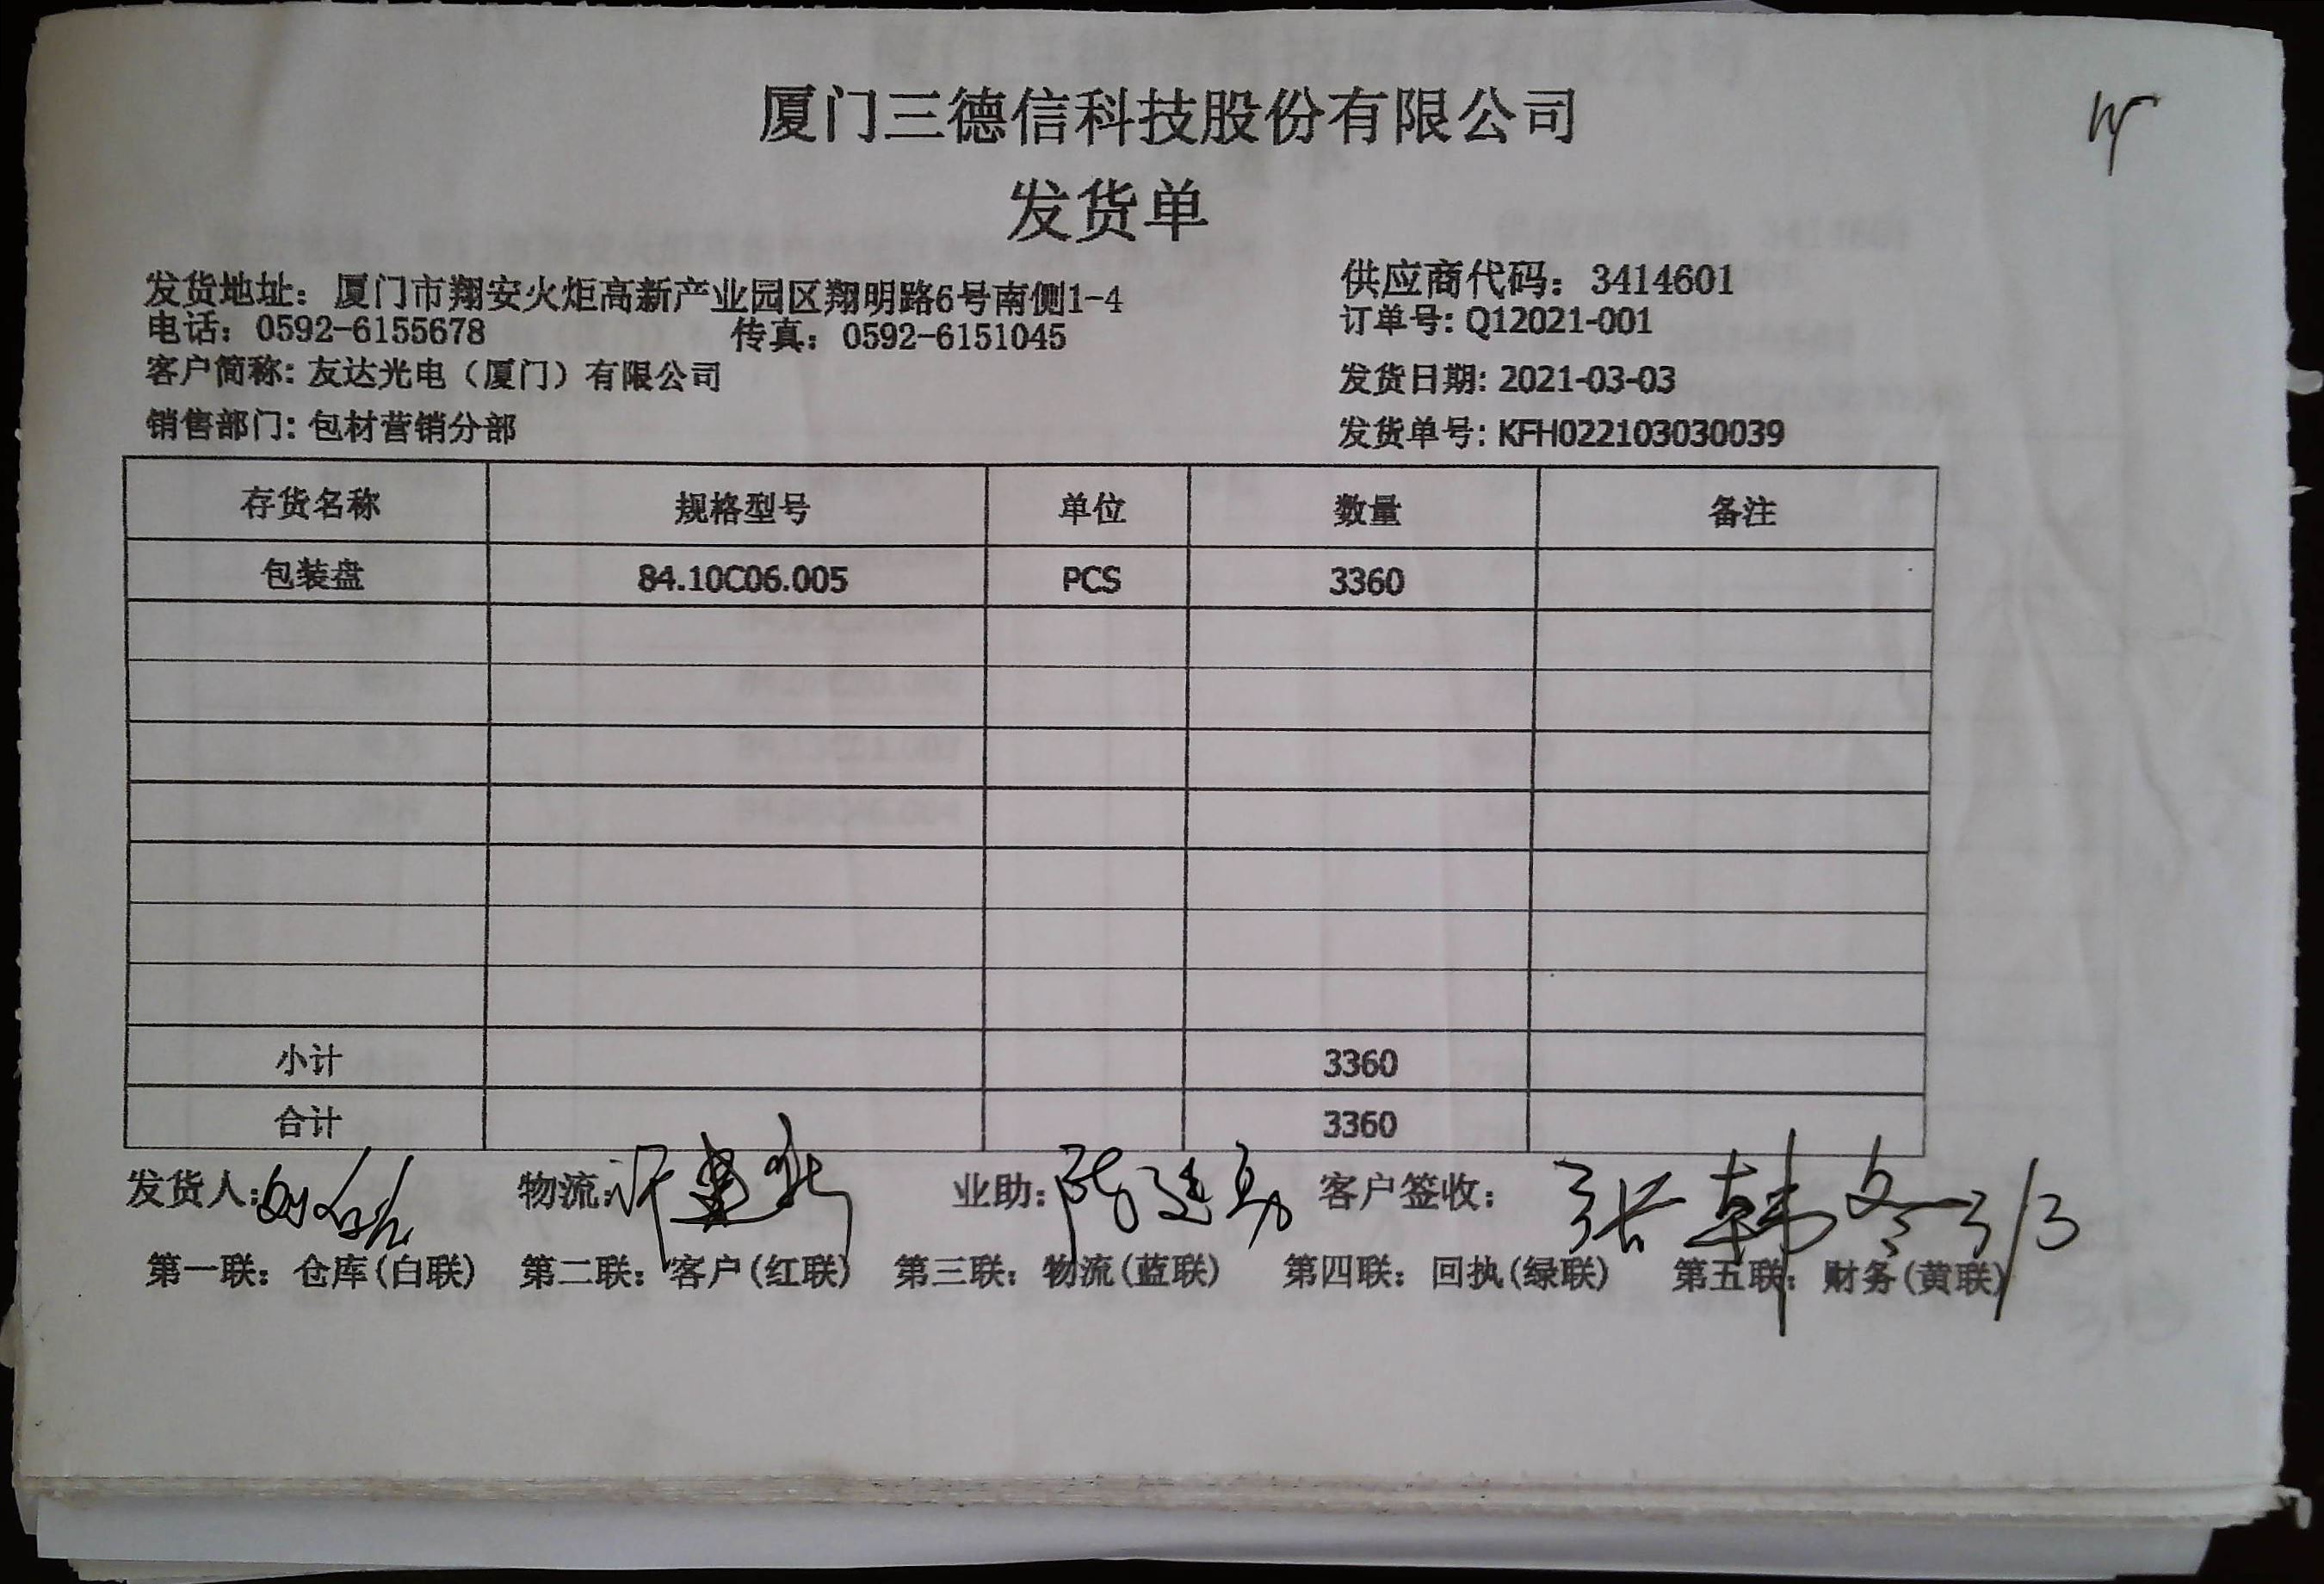 厦门三德信科技股份有限公司
发货单
发货地址：厦门市翔安火炬高新产业园区翔明路6号南侧1-4
供应商代码：3414601
电话：0592-6155678 传真：0592-6151045
订单号: Q12021-001
客户简称: 友达光电（厦门）有限公司
发货日期: 2021-03-03
销售部门: 包材营销分部
发货单号: KFH022103030039
存货名称 规格型号 单位 数量 备注
包装盘 84.10C06.005 PCS 3360
小计 3360
合计 3360
发货人: 物流: 业助: 客户签收: 张韩冬 3/3
第一联：仓库(白联) 第二联：客户(红联) 第三联：物流(蓝联) 第四联：回执(绿联) 第五联：财务(黄联)